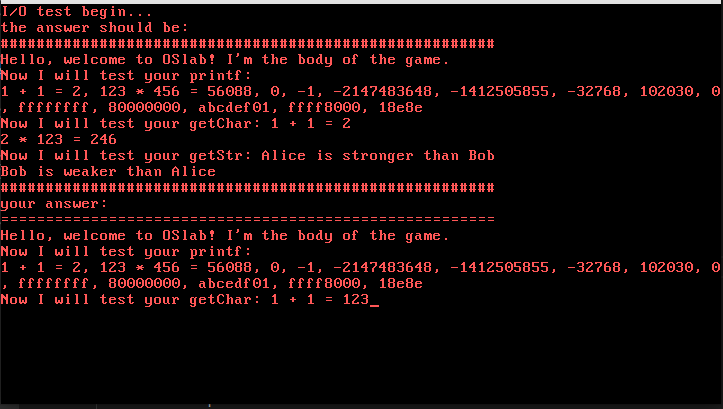 I/O test begin...
the answer should be:
#######################################################
Hello, welcome to OSlab! I'm the body of the game.
Now I will test your printf:
1 + 1 = 2, 123 * 456 = 56088, 0, -1, -2147483648, -1412505855, -32768, 102030, 0
, ffffffff, 80000000, abcdef01, ffff8000, 18e8e
Now I will test your getChar: 1 + 1 = 2
2 * 123 = 246
Now I will test your getStr: Alice is stronger than Bob
Bob is weaker than Alice
#######################################################
your answer:
=======================================================
Hello, welcome to OSlab! I'm the body of the game.
Now I will test your printf:
1 + 1 = 2, 123 * 456 = 56088, 0, -1, -2147483648, -1412505855, -32768, 102030, 0
, ffffffff, 80000000, abcedf01, ffff8000, 18e8e
Now I will test your getChar: 1 + 1 = 123_